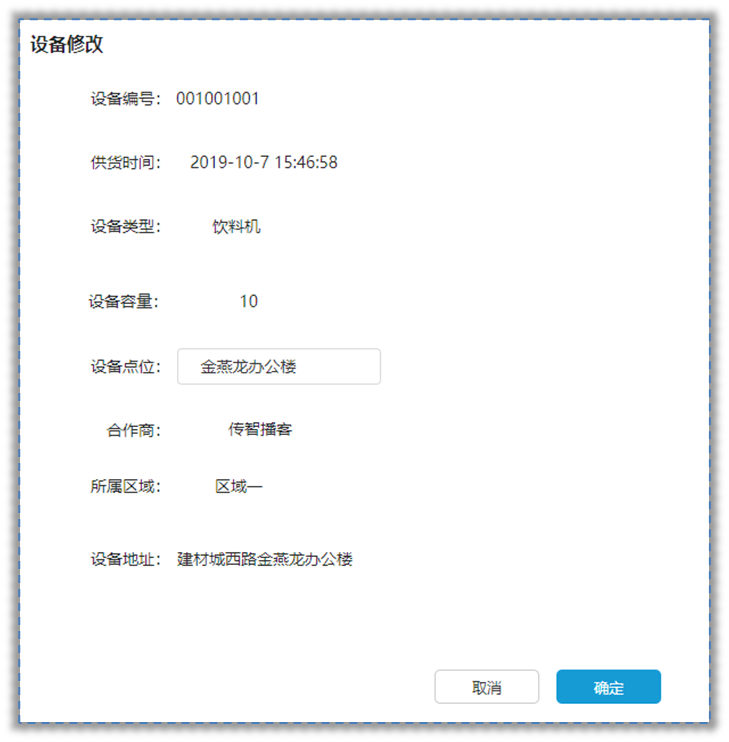 设备修改
设备编号： 001001001
供货时间： 2019-10-7 15:46:58
设备类型： 饮料机
设备容量： 10
设备点位： 金燕龙办公楼
合作商： 传智播客
所属区域： 区域一
设备地址： 建材城西路金燕龙办公楼
取消 确定